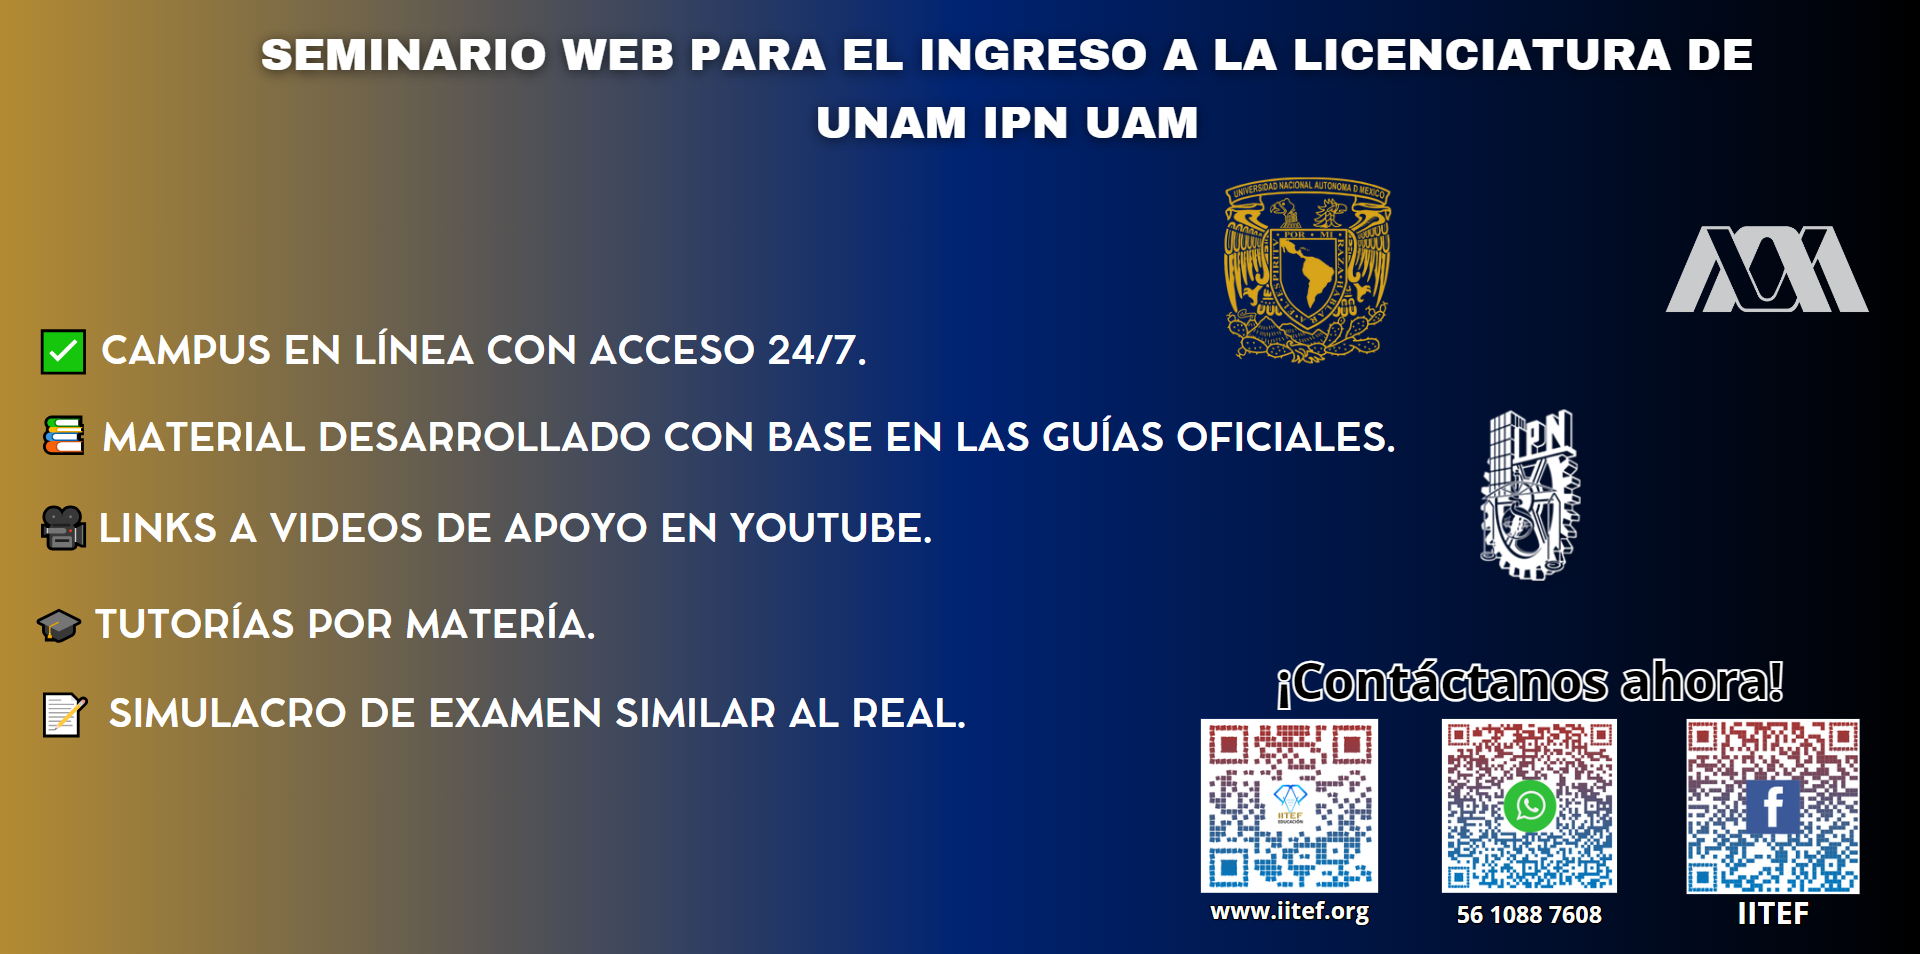 SEMINARIO WEB PARA EL INGRESO A LA LICENCIATURA DE
UNAM IPN UAM
UNIVERSIDAD NACIONAL AUTONOMA D MEXICO
POR MI RAZA HABLARA EL ESPIRITU
CAMPUS EN LÍNEA CON ACCESO 24/7.
MATERIAL DESARROLLADO CON BASE EN LAS GUÍAS OFICIALES.
IPN
LINKS A VIDEOS DE APOYO EN YOUTUBE.
TUTORÍAS POR MATERÍA.
SIMULACRO DE EXAMEN SIMILAR AL REAL.
¡Contáctanos ahora!
IITEF
EDUCACIÓN
www.iitef.org
56 1088 7608
IITEF